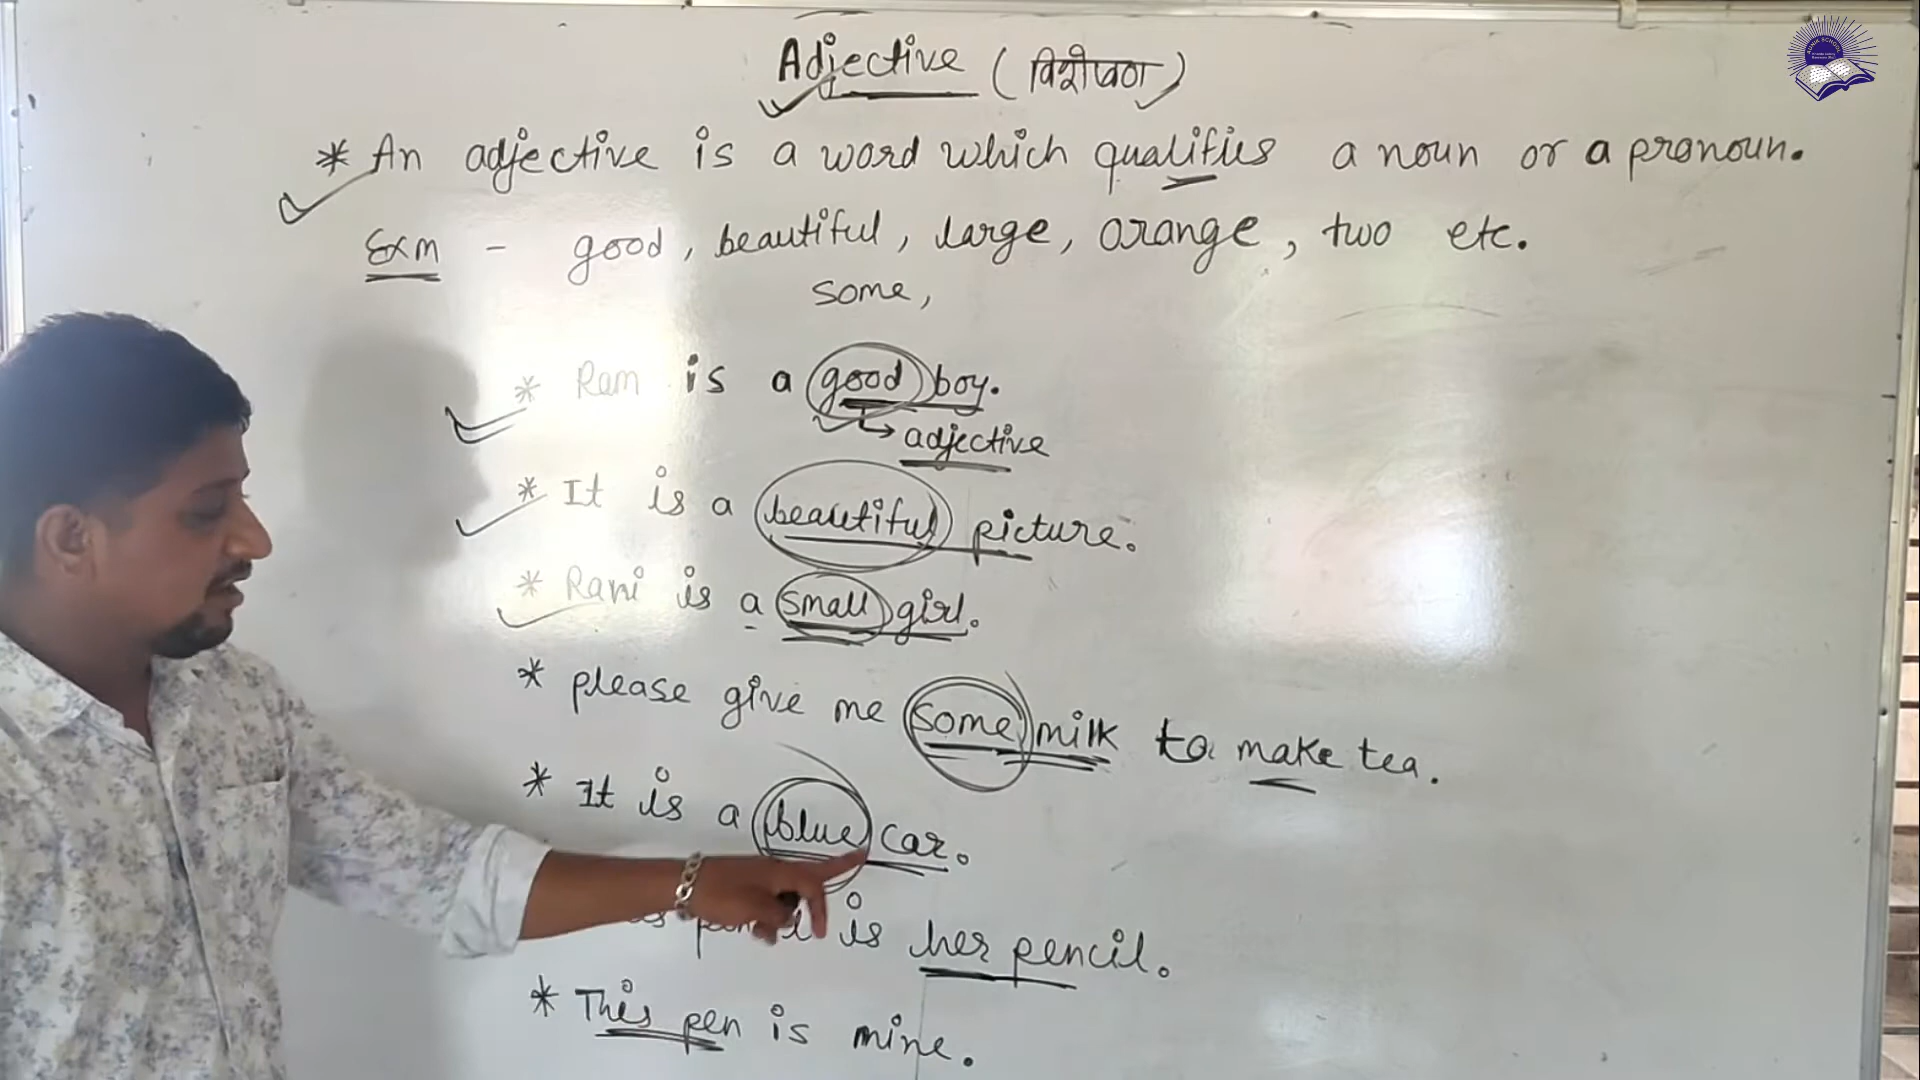 Adjective (विशेषण)
* An adjective is a word which qualifies a noun or a pronoun.
Exm - good, beautiful, large, orange, two etc.
some,
* Ram is a good boy.
→ adjective
* It is a beautiful picture.
* Rani is a small girl.
* please give me some milk to make tea.
* It is a blue car.
is her pencil.
* This pen is mine.